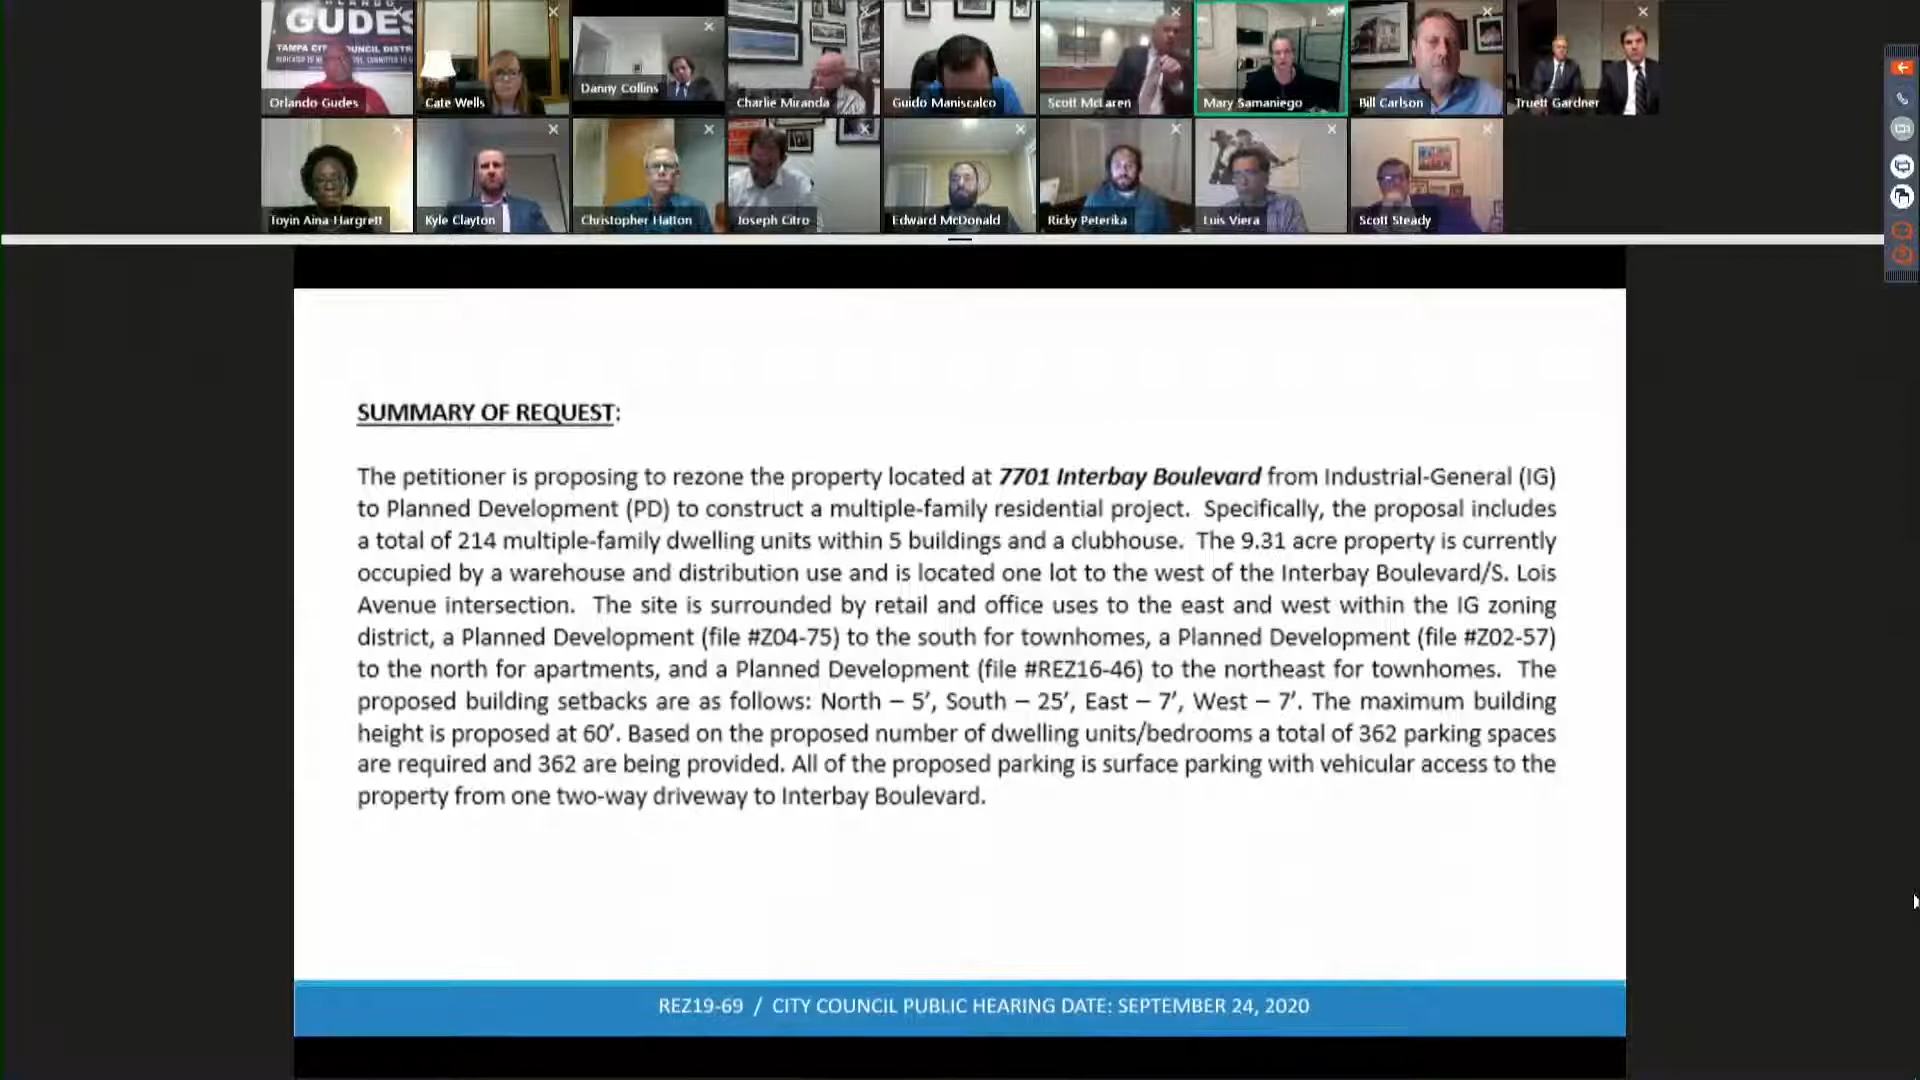 GUDES
TAMPA CITY COUNCIL DISTR
Orlando Gudes
Cate Wells
Danny Collins
Charlie Miranda
Guido Maniscalco
Scott McLaren
Mary Samaniego
Bill Carlson
Truett Gardner
Toyin Aina-Hargrett
Kyle Clayton
Christopher Hatton
Joseph Citro
Edward McDonald
Ricky Peterika
Luis Viera
Scott Steady
SUMMARY OF REQUEST:
The petitioner is proposing to rezone the property located at 7701 Interbay Boulevard from Industrial-General (IG)
to Planned Development (PD) to construct a multiple-family residential project. Specifically, the proposal includes
a total of 214 multiple-family dwelling units within 5 buildings and a clubhouse. The 9.31 acre property is currently
occupied by a warehouse and distribution use and is located one lot to the west of the Interbay Boulevard/S. Lois
Avenue intersection. The site is surrounded by retail and office uses to the east and west within the IG zoning
district, a Planned Development (file #Z04-75) to the south for townhomes, a Planned Development (file #Z02-57)
to the north for apartments, and a Planned Development (file #REZ16-46) to the northeast for townhomes. The
proposed building setbacks are as follows: North – 5’, South – 25’, East – 7’, West – 7’. The maximum building
height is proposed at 60’. Based on the proposed number of dwelling units/bedrooms a total of 362 parking spaces
are required and 362 are being provided. All of the proposed parking is surface parking with vehicular access to the
property from one two-way driveway to Interbay Boulevard.
REZ19-69 / CITY COUNCIL PUBLIC HEARING DATE: SEPTEMBER 24, 2020